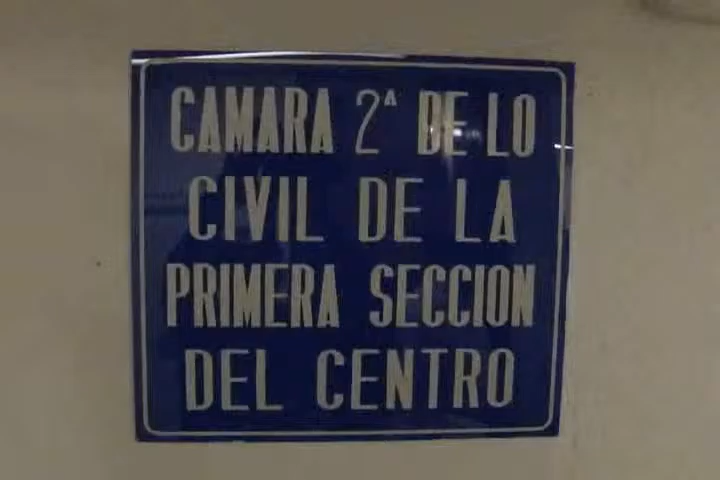 CAMARA 2ª DE LO
CIVIL DE LA
PRIMERA SECCION
DEL CENTRO